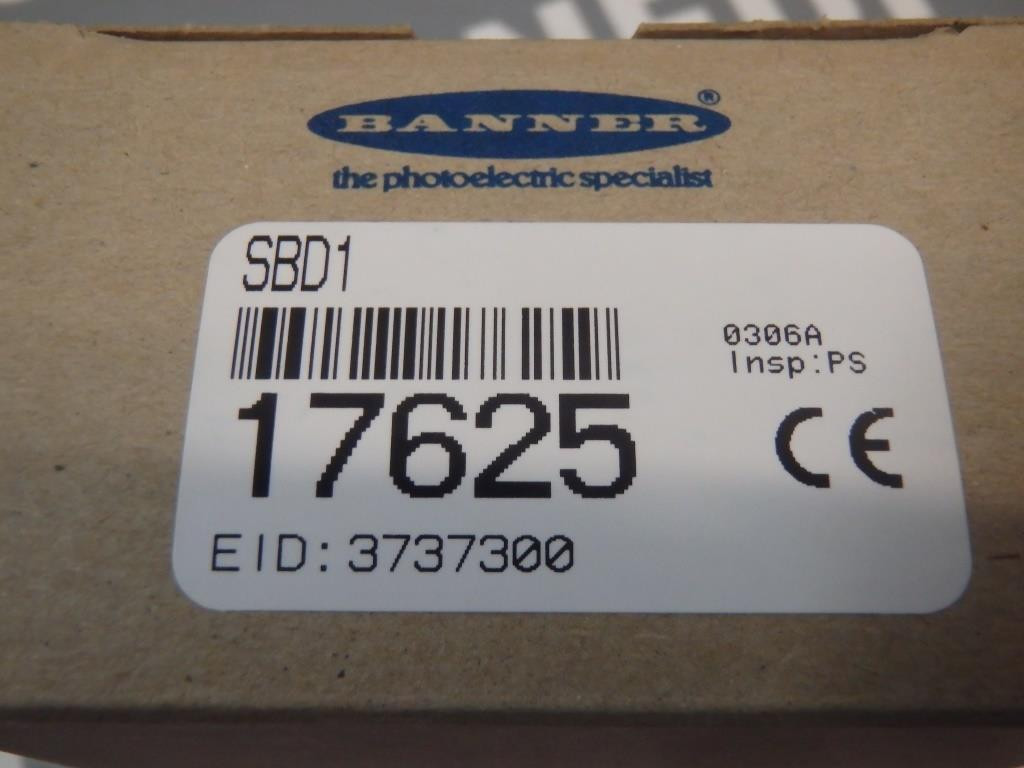 BANNER®
the photoelectric specialist
SBD1
0306A
Insp:PS
17625
CE
EID:3737300